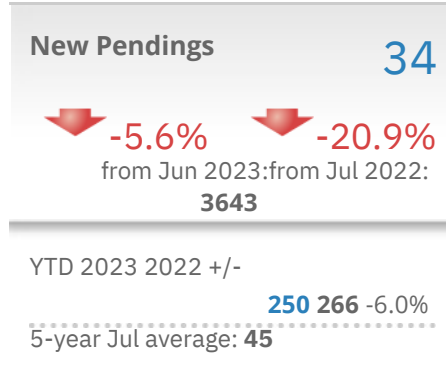 New Pendings 34
-5.6% -20.9%
from Jun 2023:from Jul 2022:
3643
YTD 2023 2022 +/-
250 266 -6.0%
5-year Jul average: 45